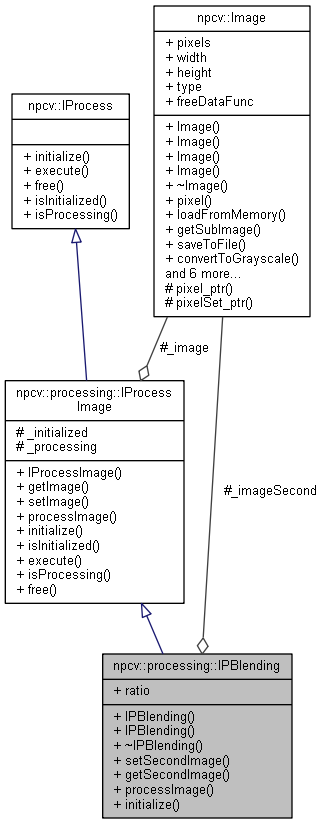 npcv::Image
+ pixels
+ width
+ height
+ type
+ freeDataFunc
+ Image()
+ Image()
+ Image()
+ Image()
+ ~Image()
+ pixel()
+ loadFromMemory()
+ getSubImage()
+ saveToFile()
+ convertToGrayscale()
and 6 more...
# pixel_ptr()
# pixelSet_ptr()
npcv::IProcess
+ initialize()
+ execute()
+ free()
+ isInitialized()
+ isProcessing()
#_image
npcv::processing::IProcess
Image
# _initialized
# _processing
+ IProcessImage()
+ getImage()
+ setImage()
+ processImage()
+ initialize()
+ isInitialized()
+ execute()
+ isProcessing()
+ free()
#_imageSecond
npcv::processing::IPBlending
+ ratio
+ IPBlending()
+ IPBlending()
+ ~IPBlending()
+ setSecondImage()
+ getSecondImage()
+ processImage()
+ initialize()